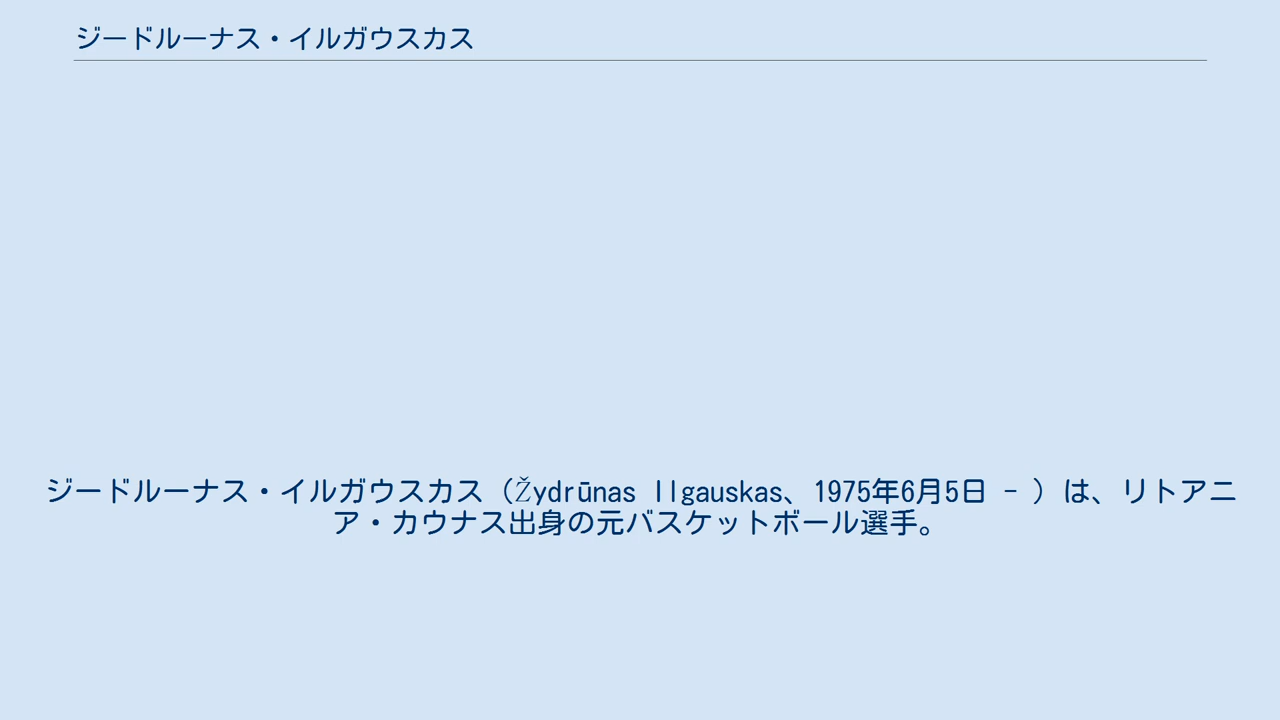 ジードルーナス・イルガウスカス
ジードルーナス・イルガウスカス（Žydrūnas Ilgauskas、1975年6月5日 - ）は、リトアニ
ア・カウナス出身の元バスケットボール選手。